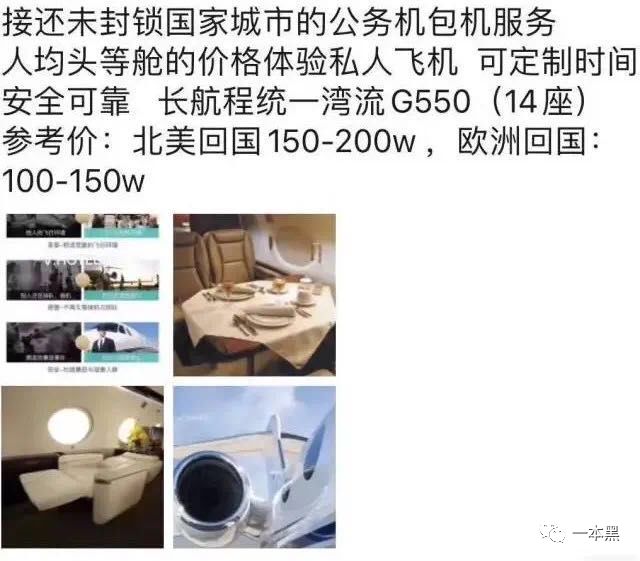 接还未封锁国家城市的公务机包机服务
人均头等舱的价格体验私人飞机 可定制时间
安全可靠 长航程统一湾流G550（14座）
参考价：北美回国150-200w，欧洲回国：
100-150w
一本黑